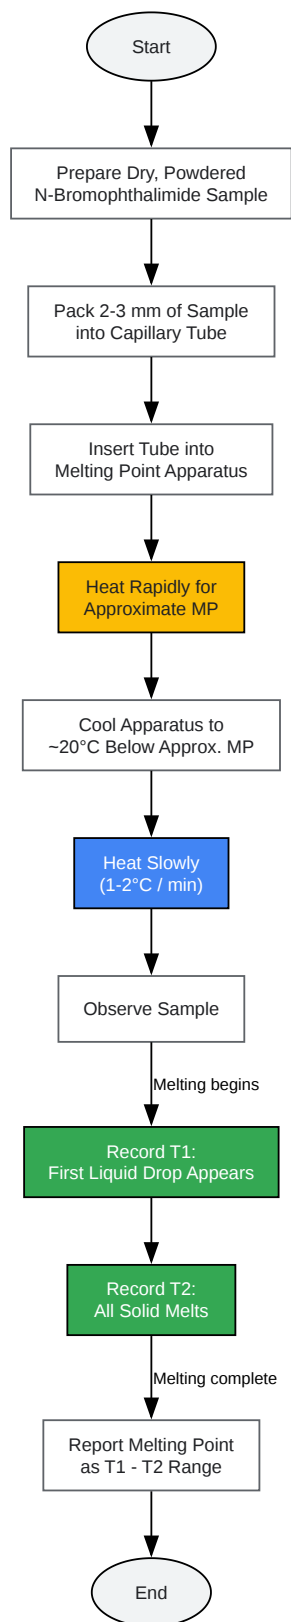 Start
Prepare Dry, Powdered
N-Bromophthalimide Sample
Pack 2-3 mm of Sample
into Capillary Tube
Insert Tube into
Melting Point Apparatus
Heat Rapidly for
Approximate MP
Cool Apparatus to
~20°C Below Approx. MP
Heat Slowly
(1-2°C / min)
Observe Sample
Melting begins
Record T1:
First Liquid Drop Appears
Record T2:
All Solid Melts
Melting complete
Report Melting Point
as T1 - T2 Range
End